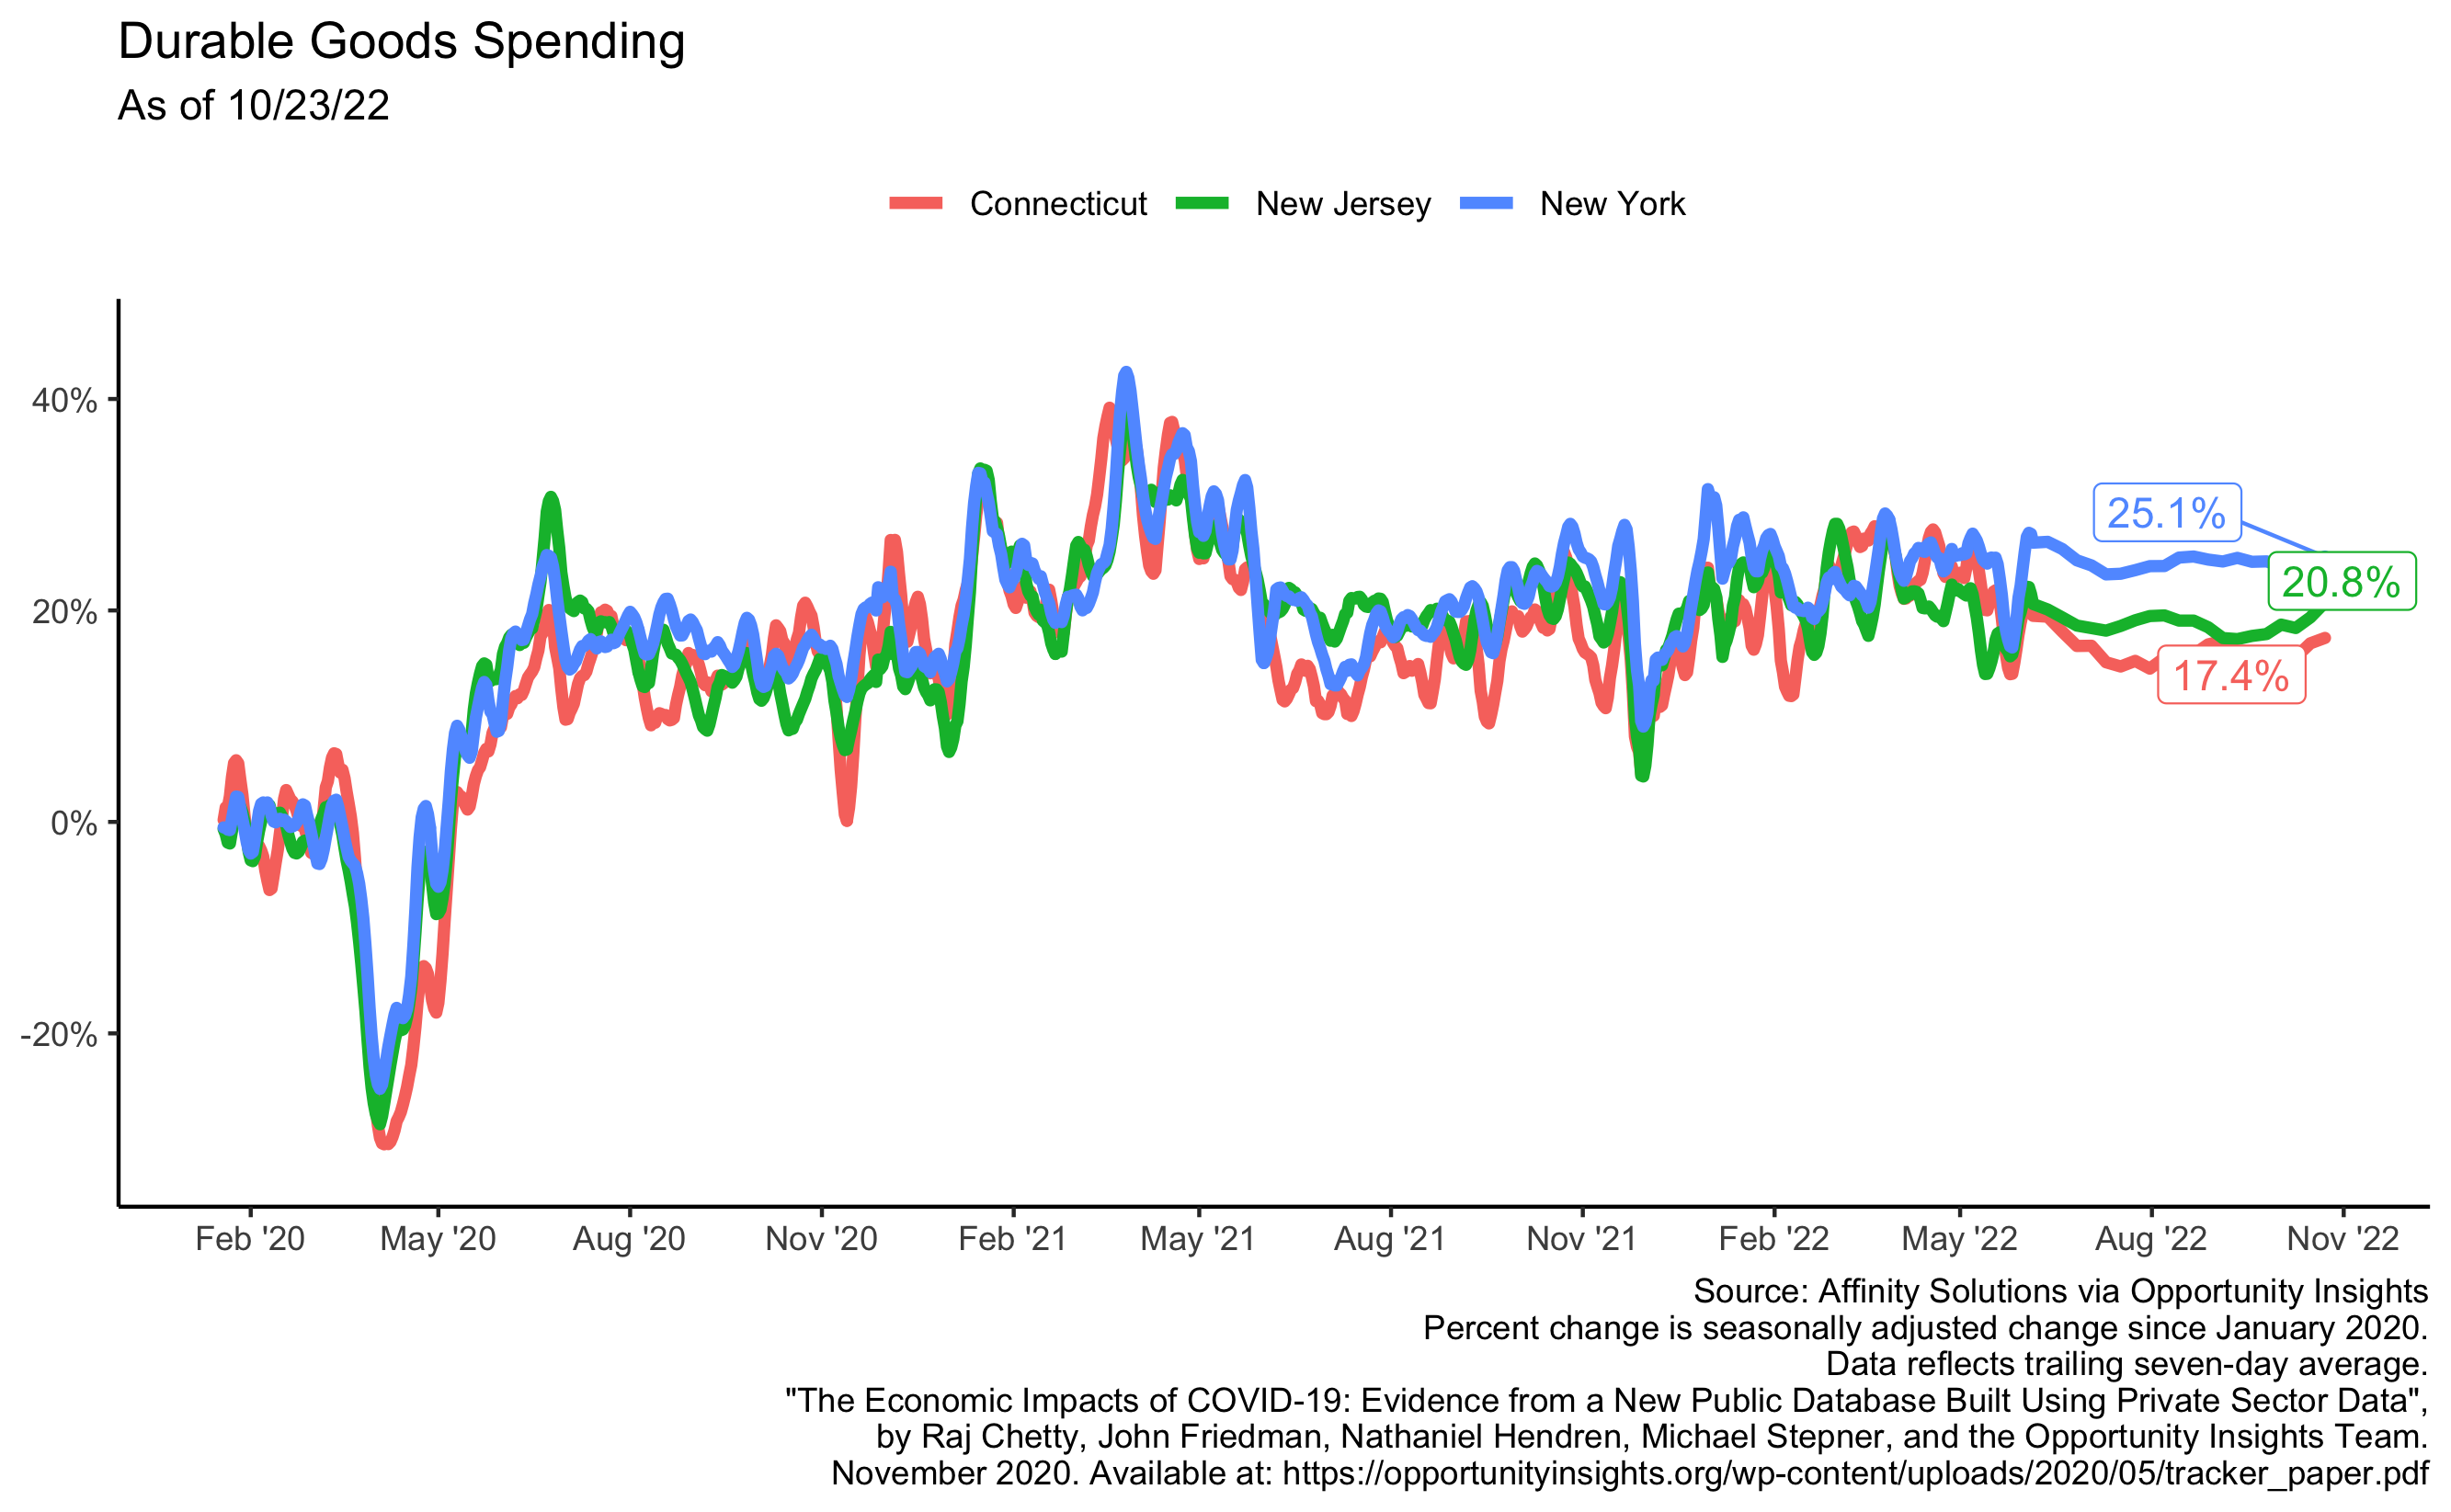 Durable Goods Spending
As of 10/23/22
Connecticut New Jersey New York
40%
20%
0%
-20%
25.1%
20.8%
17.4%
Feb '20 May '20 Aug '20 Nov '20 Feb '21 May '21 Aug '21 Nov '21 Feb '22 May '22 Aug '22 Nov '22
Source: Affinity Solutions via Opportunity Insights
Percent change is seasonally adjusted change since January 2020.
Data reflects trailing seven-day average.
"The Economic Impacts of COVID-19: Evidence from a New Public Database Built Using Private Sector Data",
by Raj Chetty, John Friedman, Nathaniel Hendren, Michael Stepner, and the Opportunity Insights Team.
November 2020. Available at: https://opportunityinsights.org/wp-content/uploads/2020/05/tracker_paper.pdf